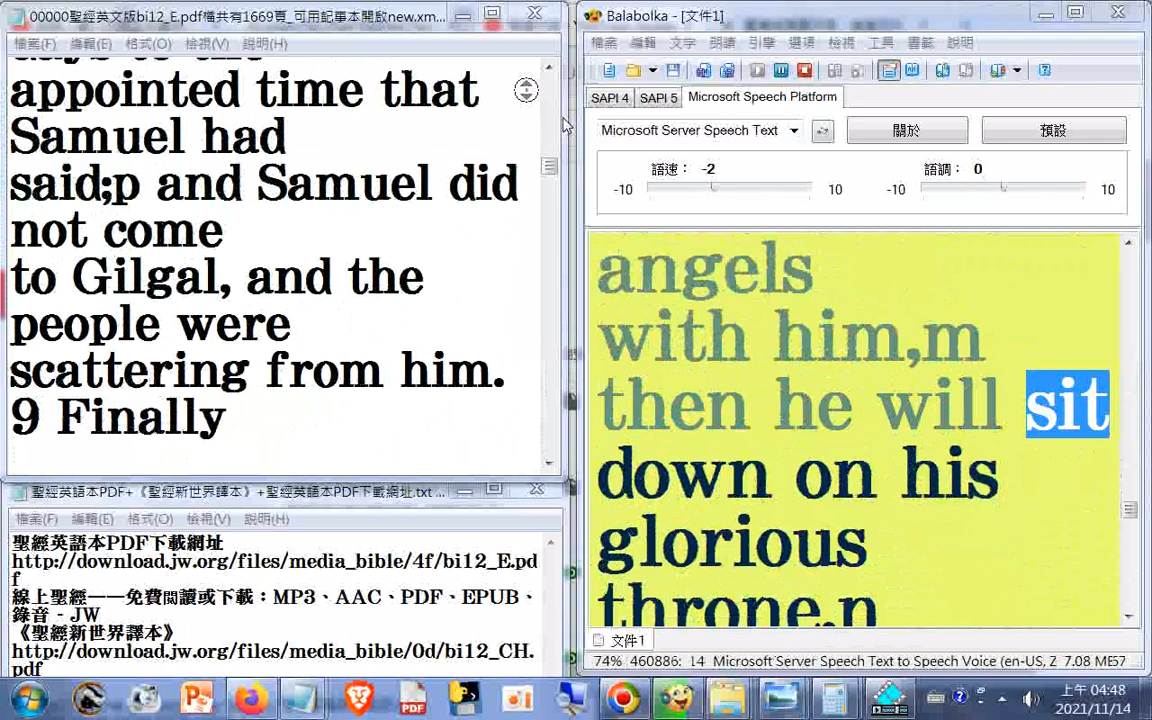 00000聖經英文版bi12_E.pdf檔共有1669頁_可用記事本開啟new.xm...
檔案(F) 編輯(E) 格式(O) 檢視(V) 說明(H)
appointed time that
Samuel had
said;p and Samuel did
not come
to Gilgal, and the
people were
scattering from him.
9 Finally
聖經英語本PDF+《聖經新世界譯本》+聖經英語本PDF下載網址.txt ...
檔案(F) 編輯(E) 格式(O) 檢視(V) 說明(H)
聖經英語本PDF下載網址
http://download.jw.org/files/media_bible/4f/bi12_E.pd
f
線上聖經——免費閱讀或下載：MP3、AAC、PDF、EPUB、
錄音 - JW
《聖經新世界譯本》
http://download.jw.org/files/media_bible/0d/bi12_CH.
pdf
Balabolka - [文件1]
檔案 編輯 文字 朗讀 引擎 選項 檢視 工具 書籤 說明
SAPI 4 SAPI 5 Microsoft Speech Platform
Microsoft Server Speech Text 關於 預設
語速： -2 語調： 0
-10 10 -10 10
angels
with him,m
then he will sit
down on his
glorious
throne.n
文件1
74% 460886: 14 Microsoft Server Speech Text to Speech Voice (en-US, Z 7.08 ME57
上午 04:48
2021/11/14